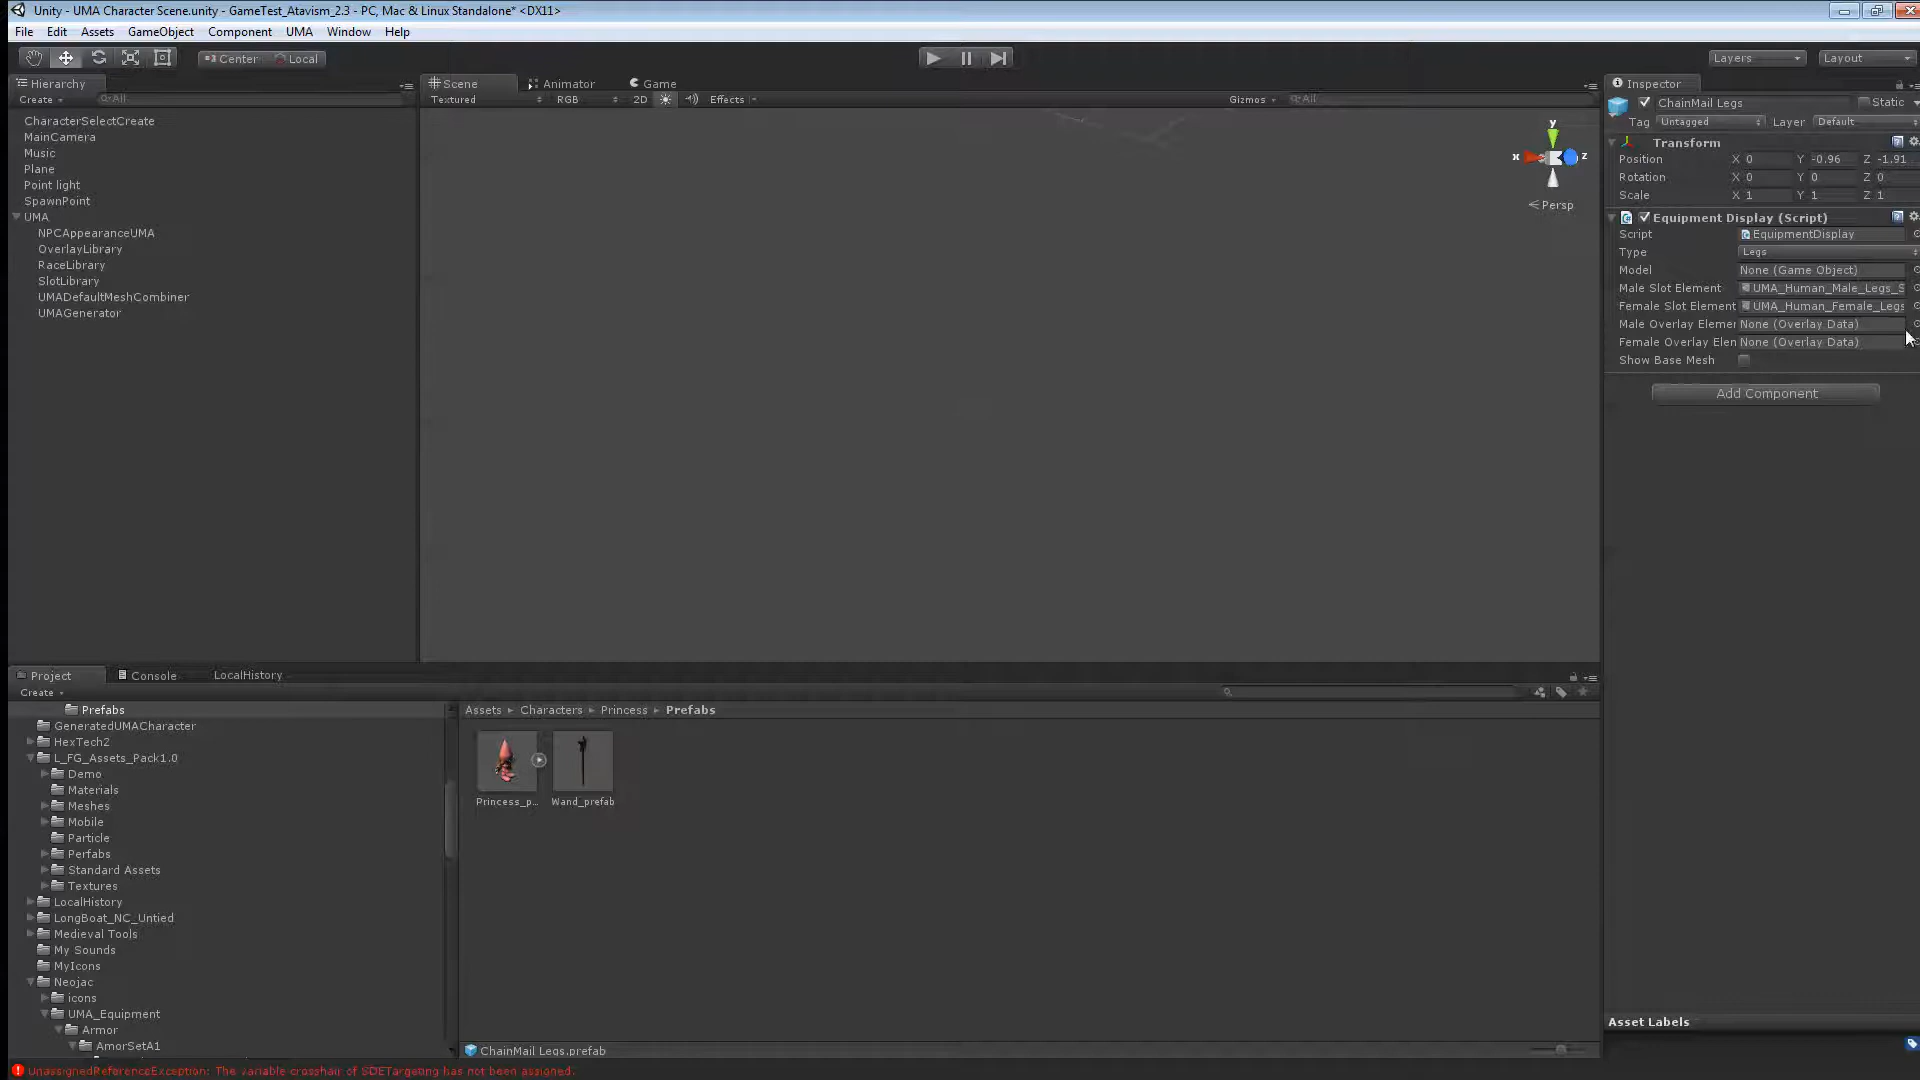 Unity - UMA Character Scene.unity - GameTest_Atavism_2.3 - PC, Mac & Linux Standalone* <DX11>
File Edit Assets GameObject Component UMA Window Help
Center Local Layers Layout
Hierarchy
Create All
CharacterSelectCreate
MainCamera
Music
Plane
Point light
SpawnPoint
UMA
NPCAppearanceUMA
OverlayLibrary
RaceLibrary
SlotLibrary
UMADefaultMeshCombiner
UMAGenerator
Scene Animator Game
Textured RGB 2D Effects Gizmos All
y
x z
Persp
Inspector
ChainMail Legs Static
Tag Untagged Layer Default
Transform
Position X 0 Y -0.96 Z -1.91
Rotation X 0 Y 0 Z 0
Scale X 1 Y 1 Z 1
Equipment Display (Script)
Script EquipmentDisplay
Type Legs
Model None (Game Object)
Male Slot Element UMA_Human_Male_Legs_S
Female Slot Element UMA_Human_Female_Legs
Male Overlay Elemer None (Overlay Data)
Female Overlay Elen None (Overlay Data)
Show Base Mesh
Add Component
Asset Labels
Project Console LocalHistory
Create
Prefabs
GeneratedUMACharacter
HexTech2
L_FG_Assets_Pack1.0
Demo
Materials
Meshes
Mobile
Particle
Perfabs
Standard Assets
Textures
LocalHistory
LongBoat_NC_Untied
Medieval Tools
My Sounds
MyIcons
Neojac
icons
UMA_Equipment
Armor
AmorSetA1
Assets Characters Princess Prefabs
Princess_p... Wand_prefab
ChainMail Legs.prefab
UnassignedReferenceException: The variable crosshair of SDETargeting has not been assigned.